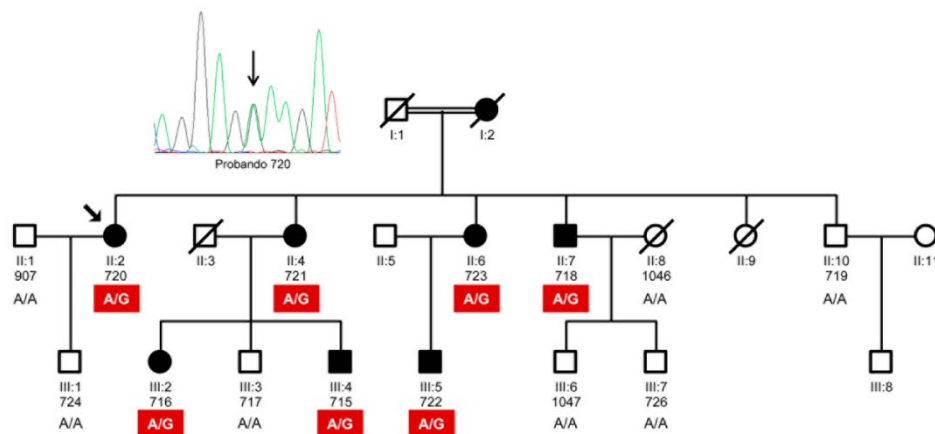 Probando 720
I:1 I:2
II:1 II:2 II:3 II:4 II:5 II:6 II:7 II:8 II:9 II:10 II:11
907 720 721 723 718 1046 719
A/A A/G A/G A/G A/G A/A A/A
III:1 III:2 III:3 III:4 III:5 III:6 III:7 III:8
724 716 717 715 722 1047 726
A/A A/G A/A A/G A/G A/A A/A